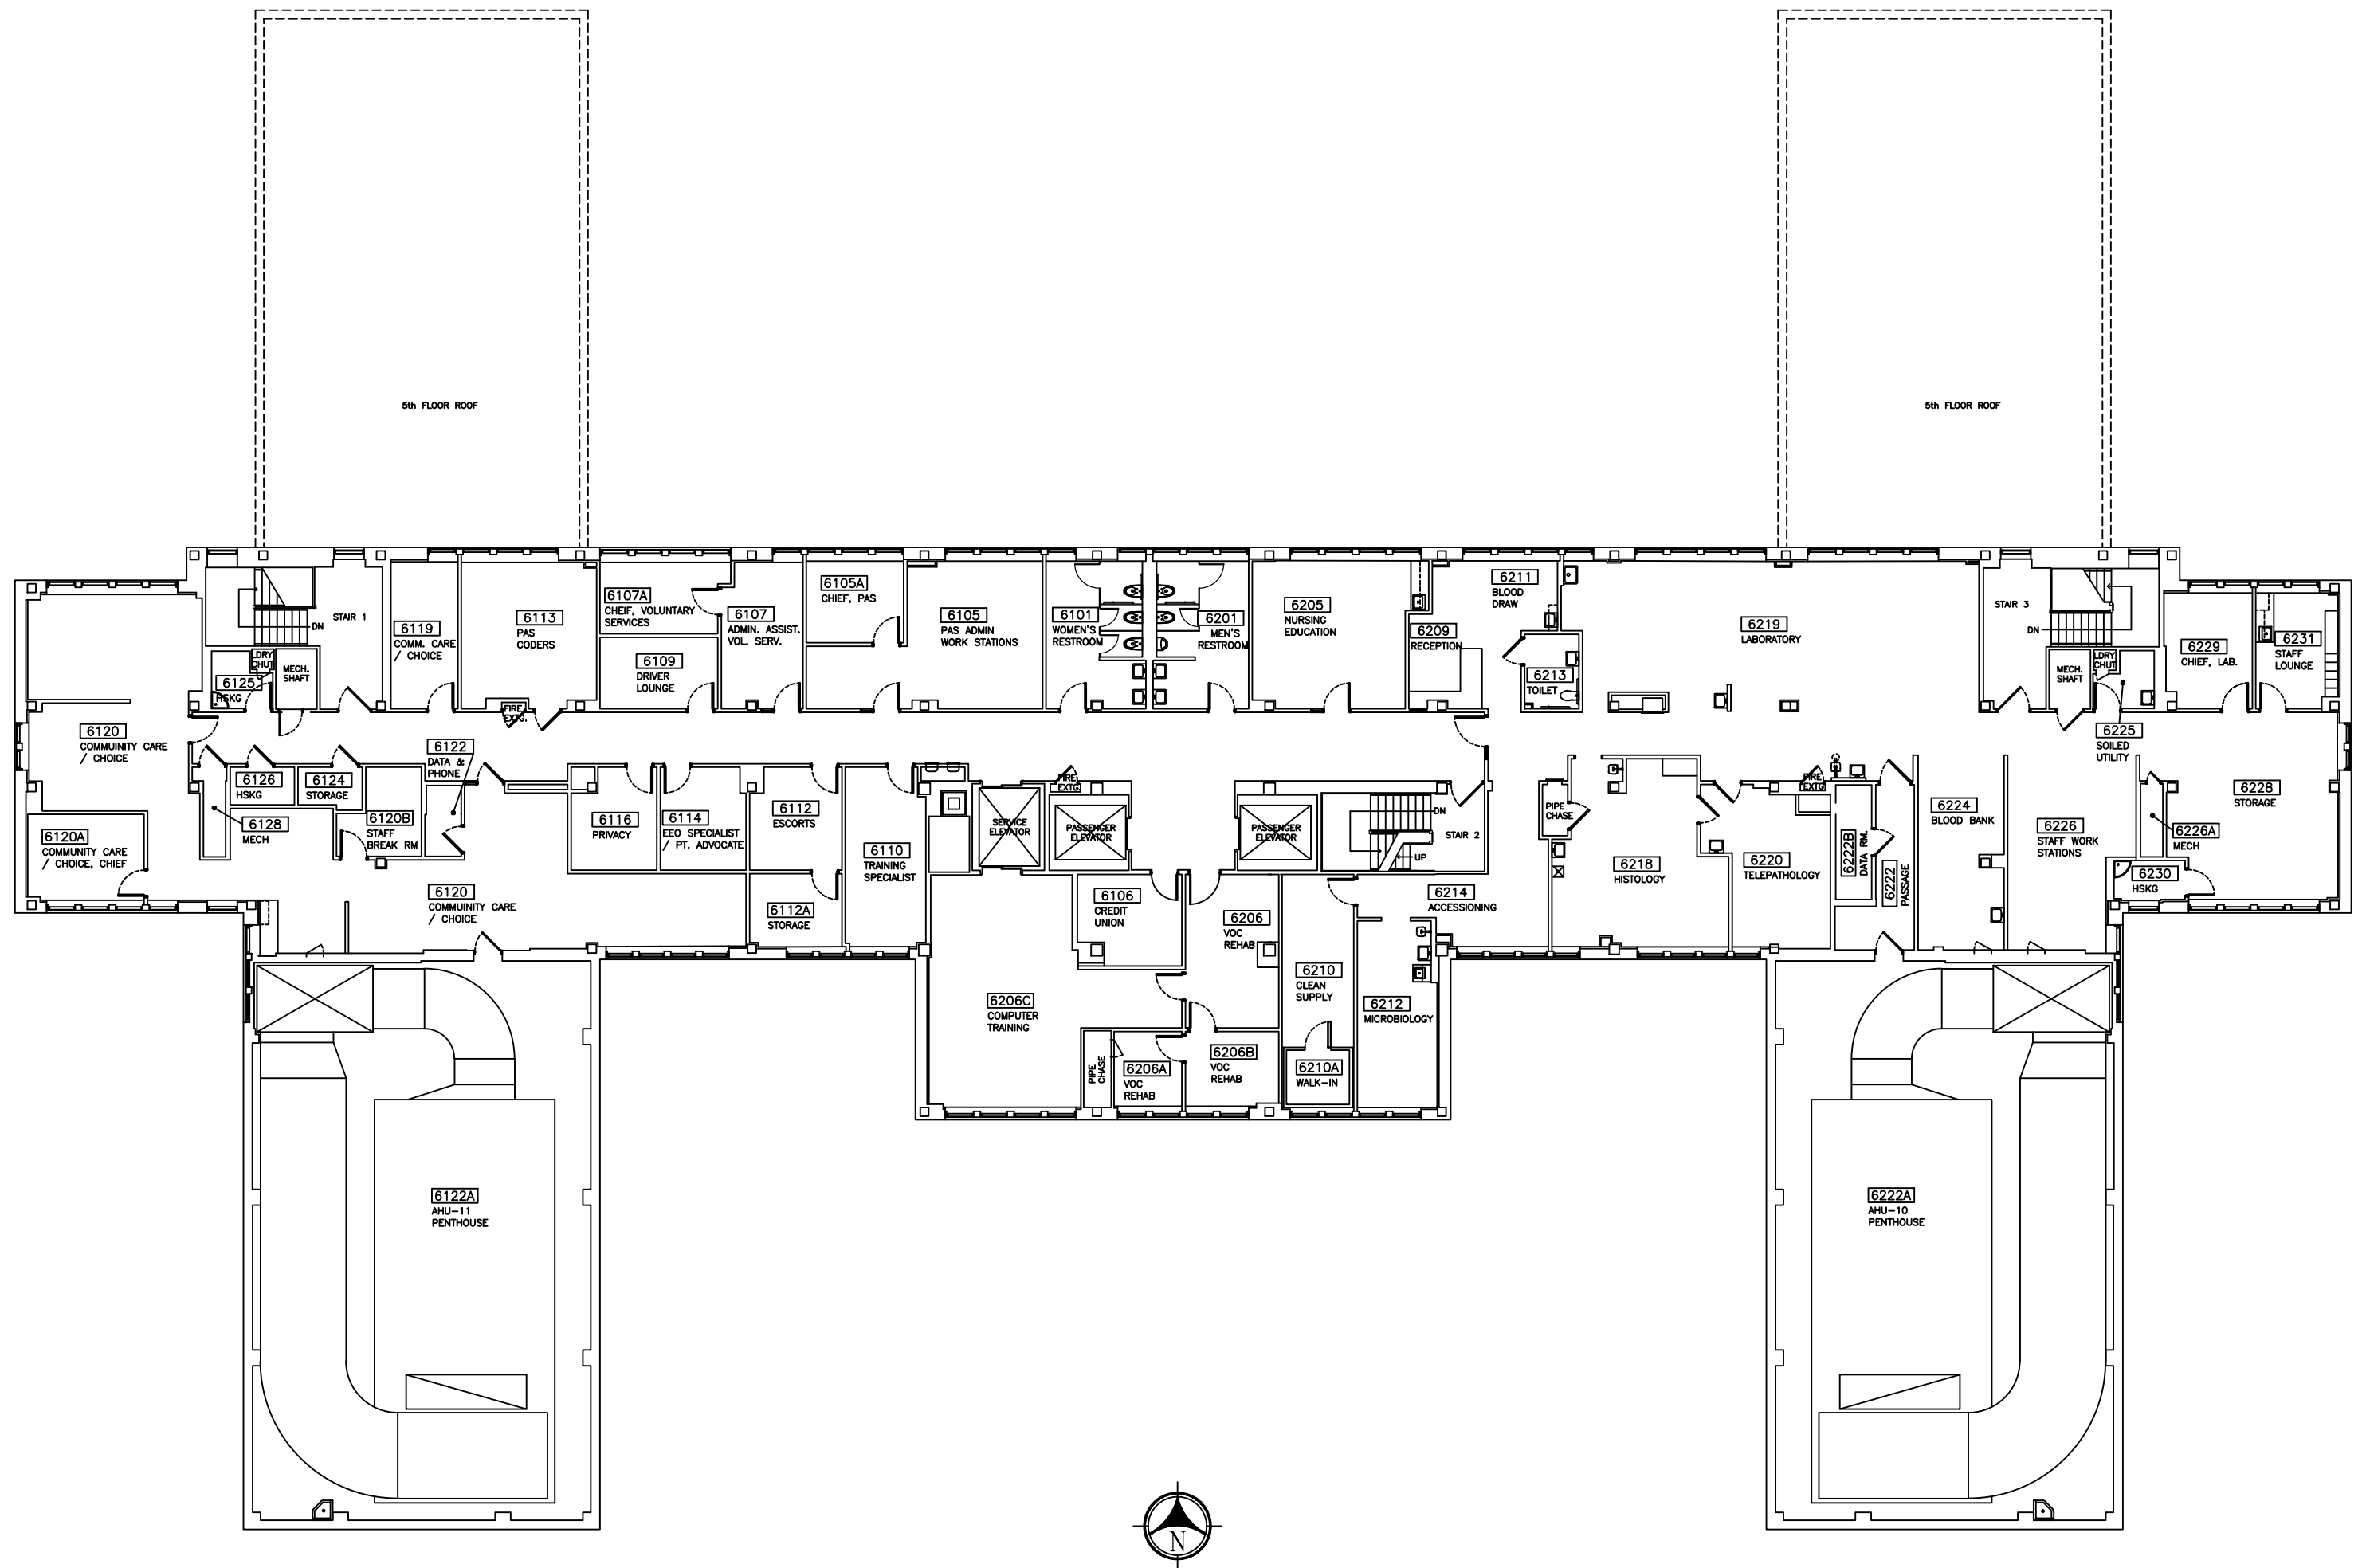 5th FLOOR ROOF
5th FLOOR ROOF
6120
COMMUINITY CARE
/ CHOICE
6120A
COMMUNITY CARE
/ CHOICE, CHIEF
DN
STAIR 1
LDRY
CHUT
MECH.
SHAFT
6125
HSKG
6119
COMM. CARE
/ CHOICE
6113
PAS
CODERS
FIRE
EXTG.
6107A
CHEIF, VOLUNTARY
SERVICES
6109
DRIVER
LOUNGE
6107
ADMIN. ASSIST.
VOL. SERV.
6105A
CHIEF, PAS
6105
PAS ADMIN
WORK STATIONS
6101
WOMEN'S
RESTROOM
6201
MEN'S
RESTROOM
6205
NURSING
EDUCATION
6209
RECEPTION
6211
BLOOD
DRAW
6213
TOILET
6219
LABORATORY
STAIR 3
DN
MECH.
SHAFT
LDRY
CHUT
6229
CHIEF, LAB.
6231
STAFF
LOUNGE
6225
SOILED
UTILITY
6126
HSKG
6124
STORAGE
6128
MECH
6122
DATA &
PHONE
6120B
STAFF
BREAK RM
6120
COMMUINITY CARE
/ CHOICE
6116
PRIVACY
6114
EEO SPECIALIST
/ PT. ADVOCATE
6112
ESCORTS
6112A
STORAGE
6110
TRAINING
SPECIALIST
SERVICE
ELEVATOR
FIRE
EXTG.
PASSENGER
ELEVATOR
PASSENGER
ELEVATOR
DN
STAIR 2
UP
6106
CREDIT
UNION
6206
VOC
REHAB
6206C
COMPUTER
TRAINING
PIPE
CHASE
6206A
VOC
REHAB
6206B
VOC
REHAB
6210
CLEAN
SUPPLY
6210A
WALK-IN
6212
MICROBIOLOGY
6214
ACCESSIONING
PIPE
CHASE
6218
HISTOLOGY
6220
TELEPATHOLOGY
FIRE
EXTG.
6222B
DATA RM.
6222
PASSAGE
6224
BLOOD BANK
6226
STAFF WORK
STATIONS
6226A
MECH
6228
STORAGE
6230
HSKG
6122A
AHU-11
PENTHOUSE
6222A
AHU-10
PENTHOUSE
N